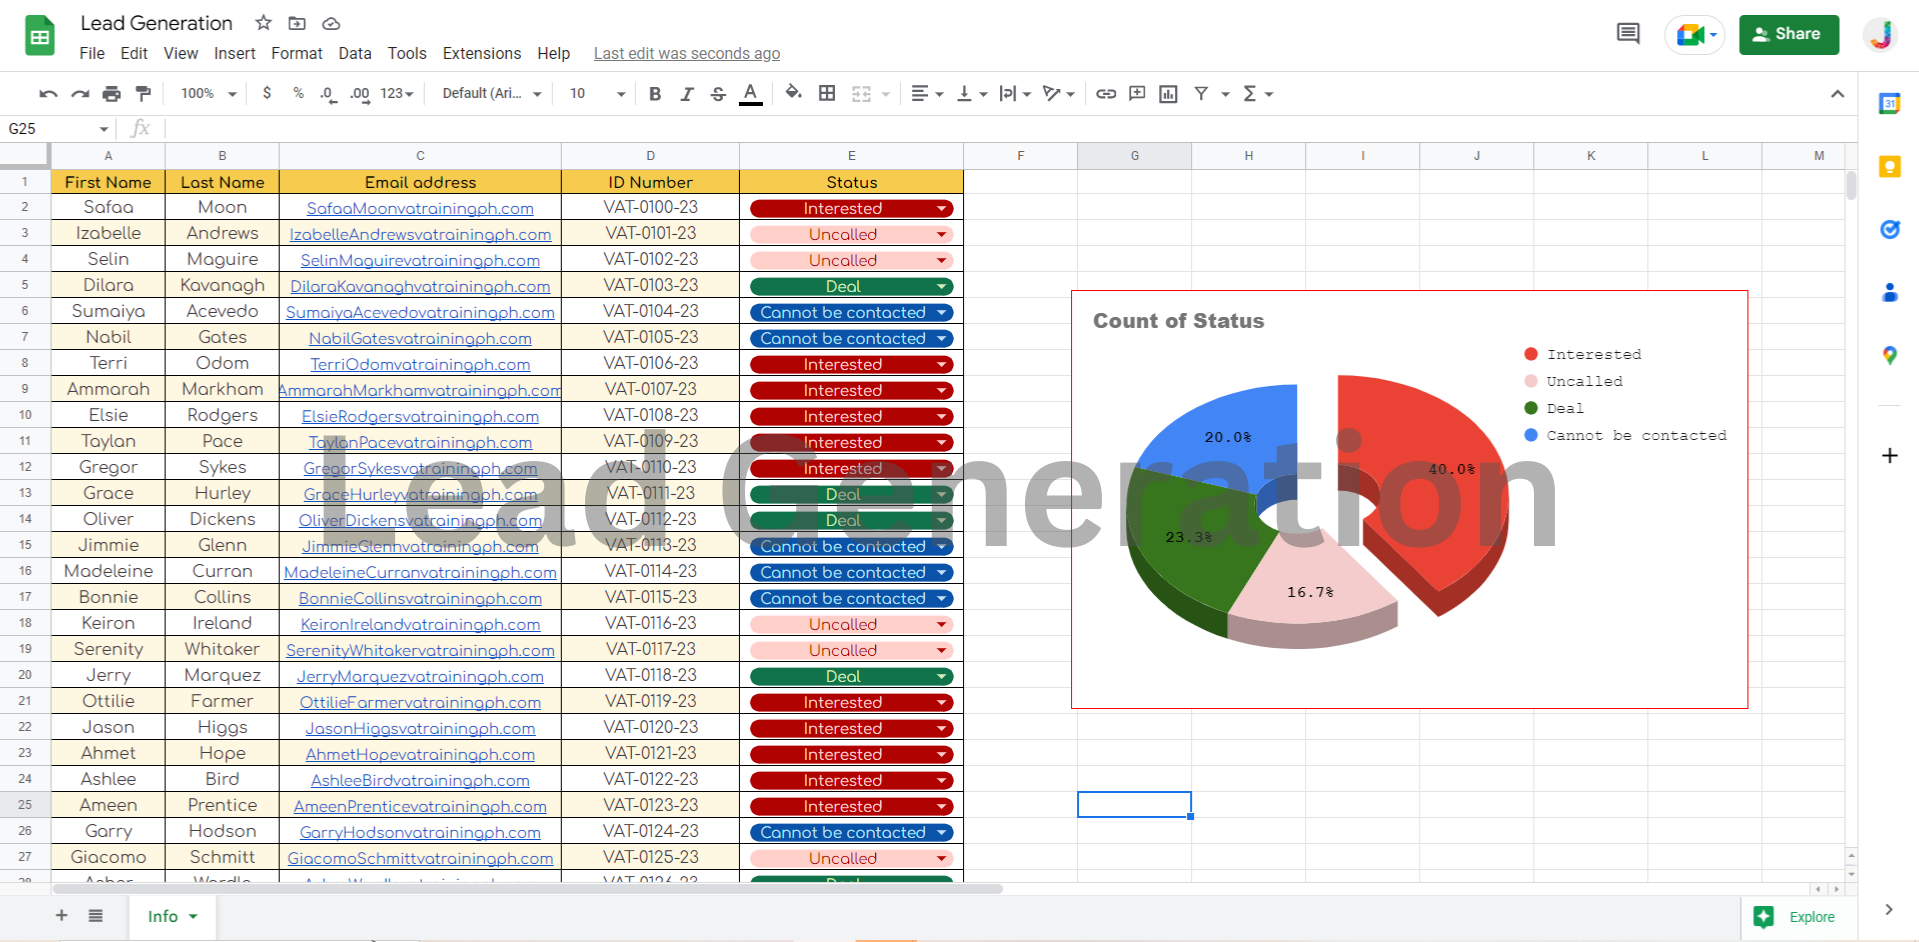 Lead Generation
File Edit View Insert Format Data Tools Extensions Help Last edit was seconds ago
Share
100% $ % .0 .00 123 Default (Ari... 10 B I S A
31
G25 fx
A B C D E F G H I J K L M
1 First Name Last Name Email address ID Number Status
2 Safaa Moon SafaaMoonvatrainingph.com VAT-0100-23 Interested
3 Izabelle Andrews IzabelleAndrewsvatrainingph.com VAT-0101-23 Uncalled
4 Selin Maguire SelinMaguirevatrainingph.com VAT-0102-23 Uncalled
5 Dilara Kavanagh DilaraKavanaghvatrainingph.com VAT-0103-23 Deal
6 Sumaiya Acevedo SumaiyaAcevedovatrainingph.com VAT-0104-23 Cannot be contacted
7 Nabil Gates NabilGatesvatrainingph.com VAT-0105-23 Cannot be contacted
8 Terri Odom TerriOdomvatrainingph.com VAT-0106-23 Interested
9 Ammarah Markham AmmarahMarkhamvatrainingph.com VAT-0107-23 Interested
10 Elsie Rodgers ElsieRodgersvatrainingph.com VAT-0108-23 Interested
11 Taylan Pace TaylanPacevatrainingph.com VAT-0109-23 Interested
12 Gregor Sykes GregorSykesvatrainingph.com VAT-0110-23 Interested
13 Grace Hurley GraceHurleyvatrainingph.com VAT-0111-23 Deal
14 Oliver Dickens OliverDickensvatrainingph.com VAT-0112-23 Deal
15 Jimmie Glenn JimmieGlennvatrainingph.com VAT-0113-23 Cannot be contacted
16 Madeleine Curran MadeleineCurranvatrainingph.com VAT-0114-23 Cannot be contacted
17 Bonnie Collins BonnieCollinsvatrainingph.com VAT-0115-23 Cannot be contacted
18 Keiron Ireland KeironIrelandvatrainingph.com VAT-0116-23 Uncalled
19 Serenity Whitaker SerenityWhitakervatrainingph.com VAT-0117-23 Uncalled
20 Jerry Marquez JerryMarquezvatrainingph.com VAT-0118-23 Deal
21 Ottilie Farmer OttilieFarmervatrainingph.com VAT-0119-23 Interested
22 Jason Higgs JasonHiggsvatrainingph.com VAT-0120-23 Interested
23 Ahmet Hope AhmetHopevatrainingph.com VAT-0121-23 Interested
24 Ashlee Bird AshleeBirdvatrainingph.com VAT-0122-23 Interested
25 Ameen Prentice AmeenPrenticevatrainingph.com VAT-0123-23 Interested
26 Garry Hodson GarryHodsonvatrainingph.com VAT-0124-23 Cannot be contacted
27 Giacomo Schmitt GiacomoSchmittvatrainingph.com VAT-0125-23 Uncalled
Count of Status
Interested
Uncalled
Deal
Cannot be contacted
20.0%
40.0%
23.3%
16.7%
Lead Generation
Info
Explore